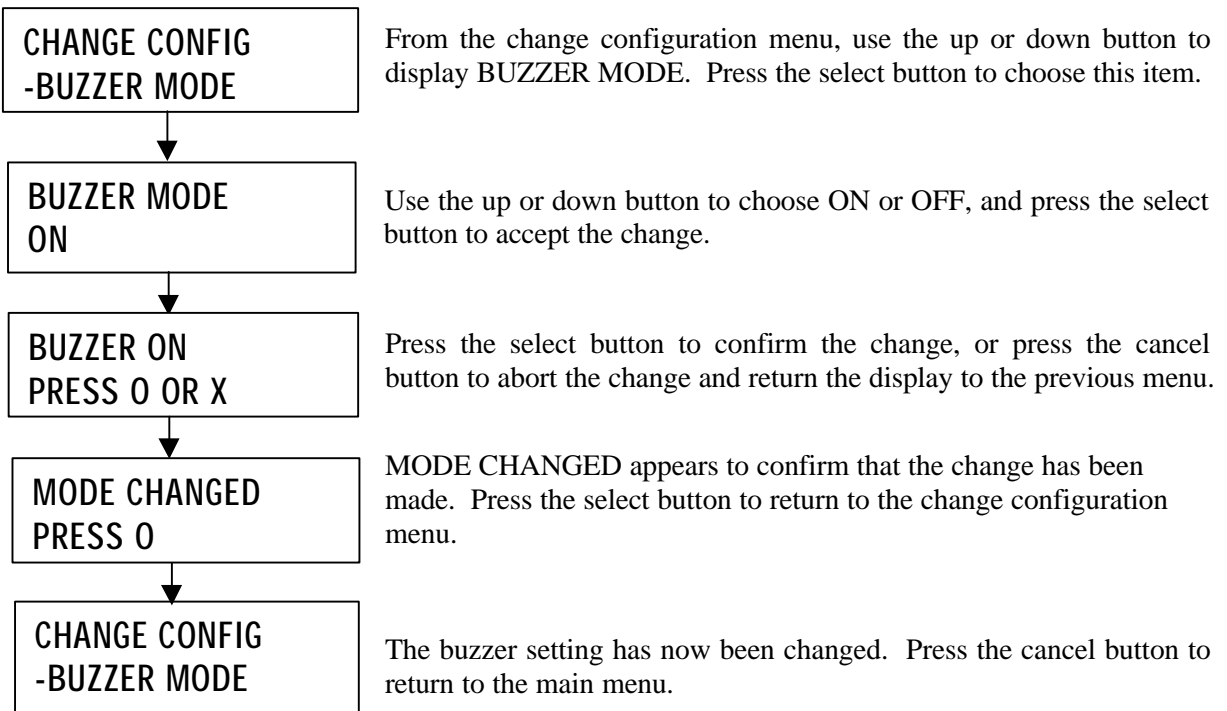 CHANGE CONFIG
-BUZZER MODE
From the change configuration menu, use the up or down button to
display BUZZER MODE. Press the select button to choose this item.
BUZZER MODE
ON
Use the up or down button to choose ON or OFF, and press the select
button to accept the change.
BUZZER ON
PRESS O OR X
Press the select button to confirm the change, or press the cancel
button to abort the change and return the display to the previous menu.
MODE CHANGED
PRESS O
MODE CHANGED appears to confirm that the change has been
made. Press the select button to return to the change configuration
menu.
CHANGE CONFIG
-BUZZER MODE
The buzzer setting has now been changed. Press the cancel button to
return to the main menu.